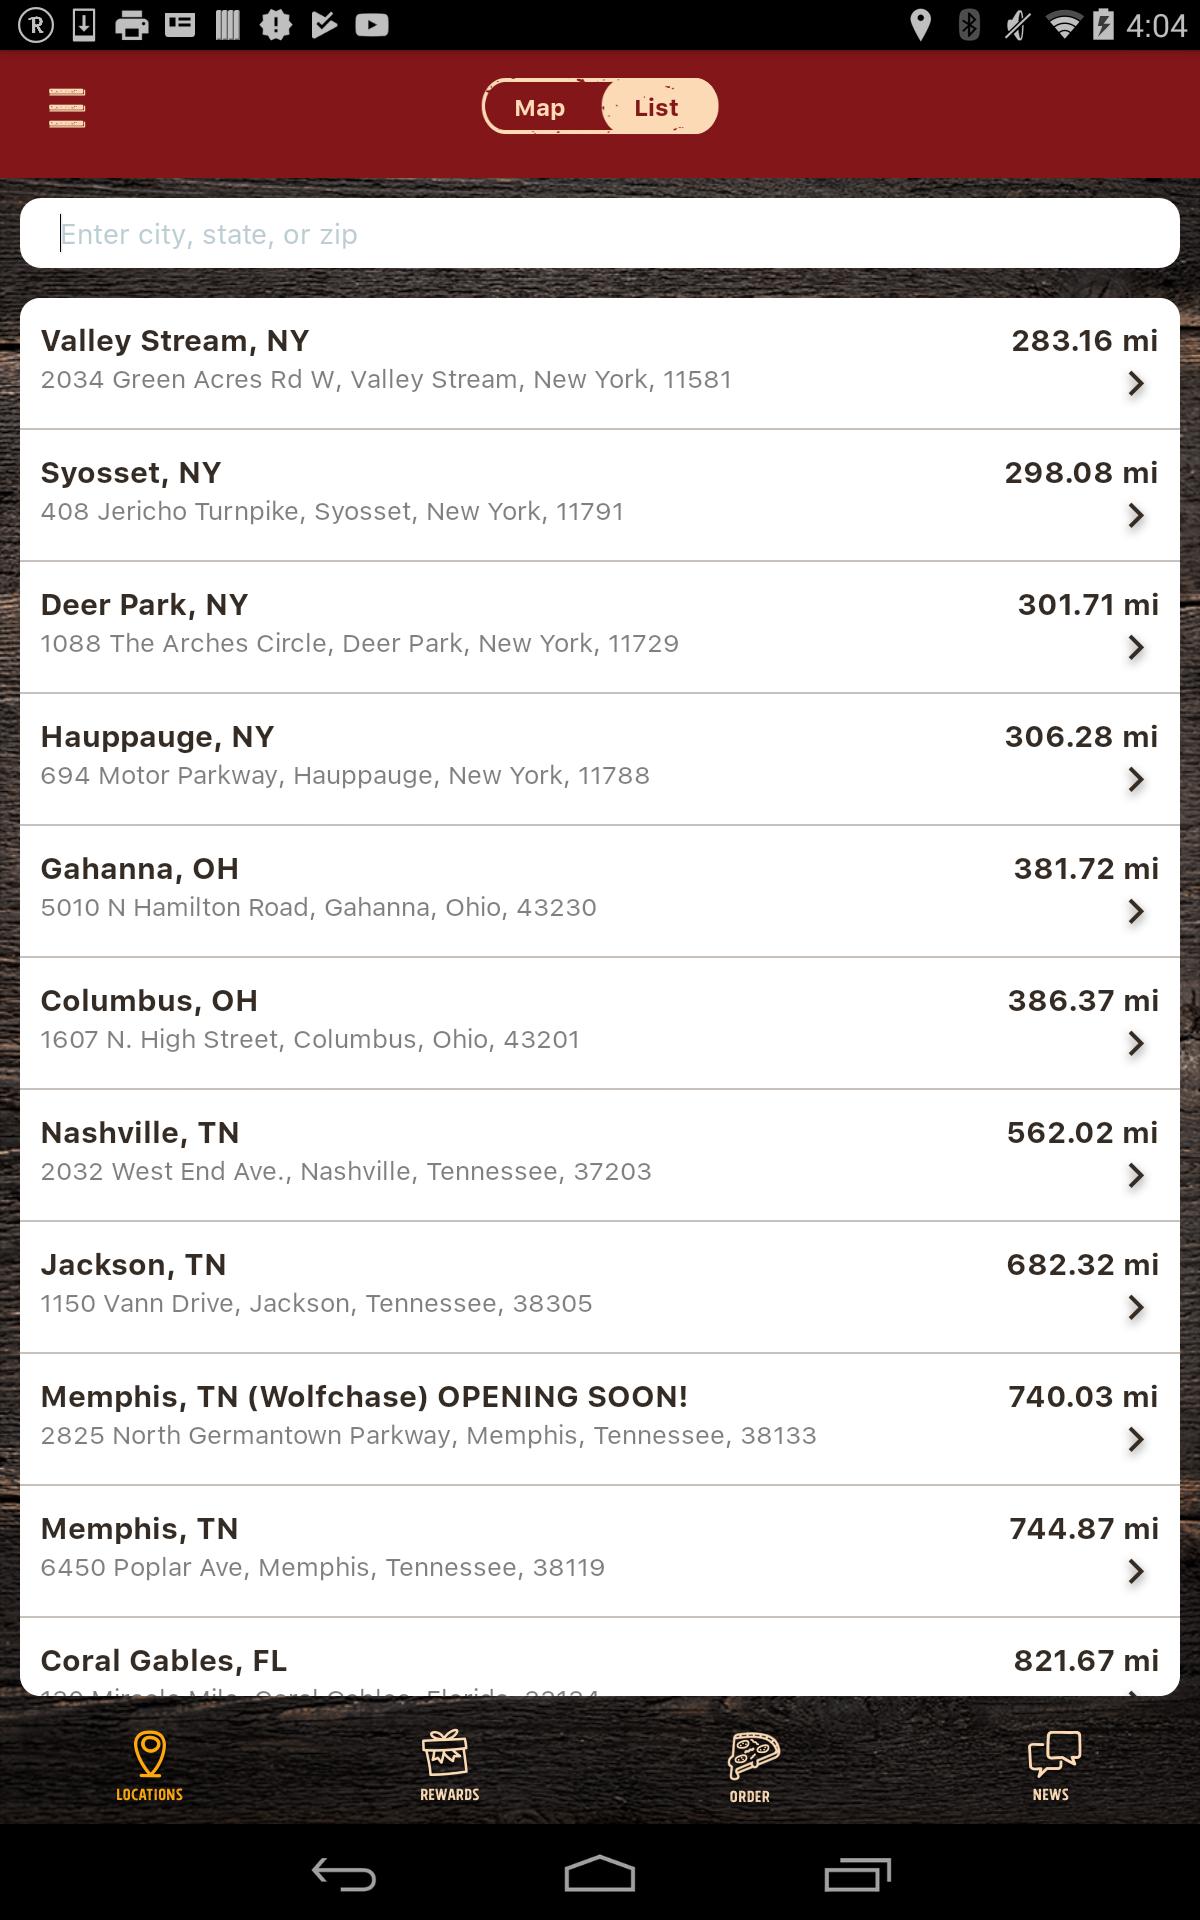 4:04
Map
List
Enter city, state, or zip
Valley Stream, NY
283.16 mi
2034 Green Acres Rd W, Valley Stream, New York, 11581
Syosset, NY
298.08 mi
408 Jericho Turnpike, Syosset, New York, 11791
Deer Park, NY
301.71 mi
1088 The Arches Circle, Deer Park, New York, 11729
Hauppauge, NY
306.28 mi
694 Motor Parkway, Hauppauge, New York, 11788
Gahanna, OH
381.72 mi
5010 N Hamilton Road, Gahanna, Ohio, 43230
Columbus, OH
386.37 mi
1607 N. High Street, Columbus, Ohio, 43201
Nashville, TN
562.02 mi
2032 West End Ave., Nashville, Tennessee, 37203
Jackson, TN
682.32 mi
1150 Vann Drive, Jackson, Tennessee, 38305
Memphis, TN (Wolfchase) OPENING SOON!
740.03 mi
2825 North Germantown Parkway, Memphis, Tennessee, 38133
Memphis, TN
744.87 mi
6450 Poplar Ave, Memphis, Tennessee, 38119
Coral Gables, FL
821.67 mi
Miracle Mile, Coral Gables, Florida,
LOCATIONS
REWARDS
ORDER
NEWS